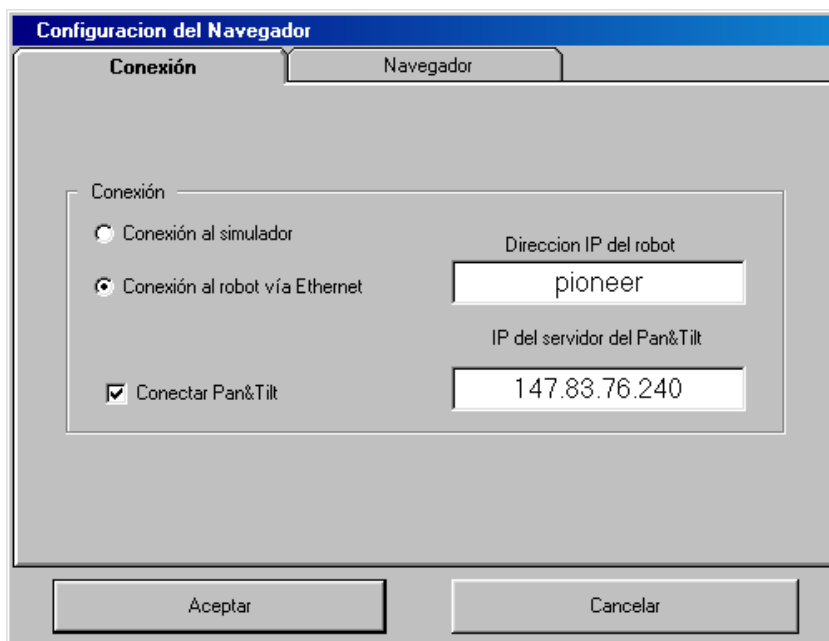 Configuracion del Navegador
Conexión
Navegador
Conexión
Conexión al simulador
Direccion IP del robot
Conexión al robot vía Ethernet
pioneer
IP del servidor del Pan&Tilt
Conectar Pan&Tilt
147.83.76.240
Aceptar
Cancelar